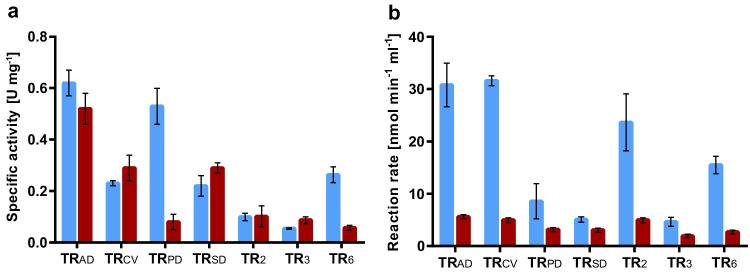 a
Specific activity [U mg⁻¹]
0.8
0.6
0.4
0.2
0.0
TRAD TRCV TRPD TRSD TR2 TR3 TR6
b
Reaction rate [nmol min⁻¹ ml⁻¹]
40
30
20
10
0
TRAD TRCV TRPD TRSD TR2 TR3 TR6